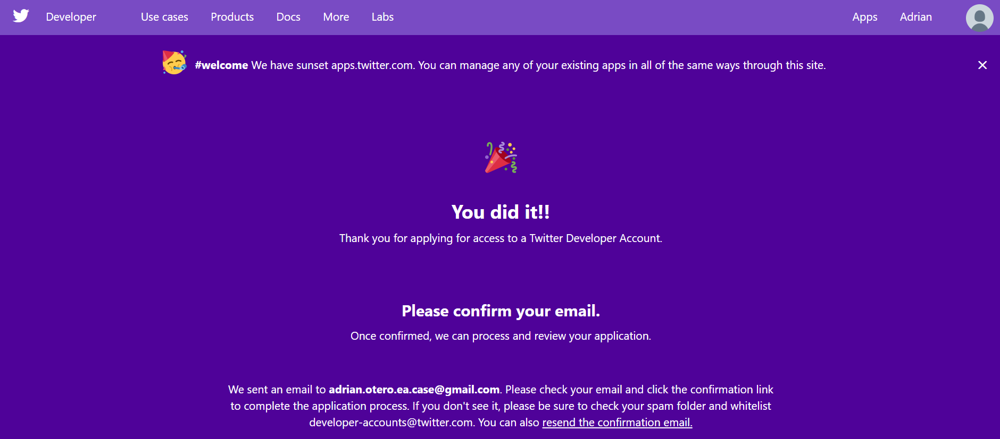 Developer Use cases Products Docs More Labs Apps Adrian
#welcome We have sunset apps.twitter.com. You can manage any of your existing apps in all of the same ways through this site.
You did it!!
Thank you for applying for access to a Twitter Developer Account.
Please confirm your email.
Once confirmed, we can process and review your application.
We sent an email to adrian.otero.ea.case@gmail.com. Please check your email and click the confirmation link
to complete the application process. If you don't see it, please be sure to check your spam folder and whitelist
developer-accounts@twitter.com. You can also resend the confirmation email.